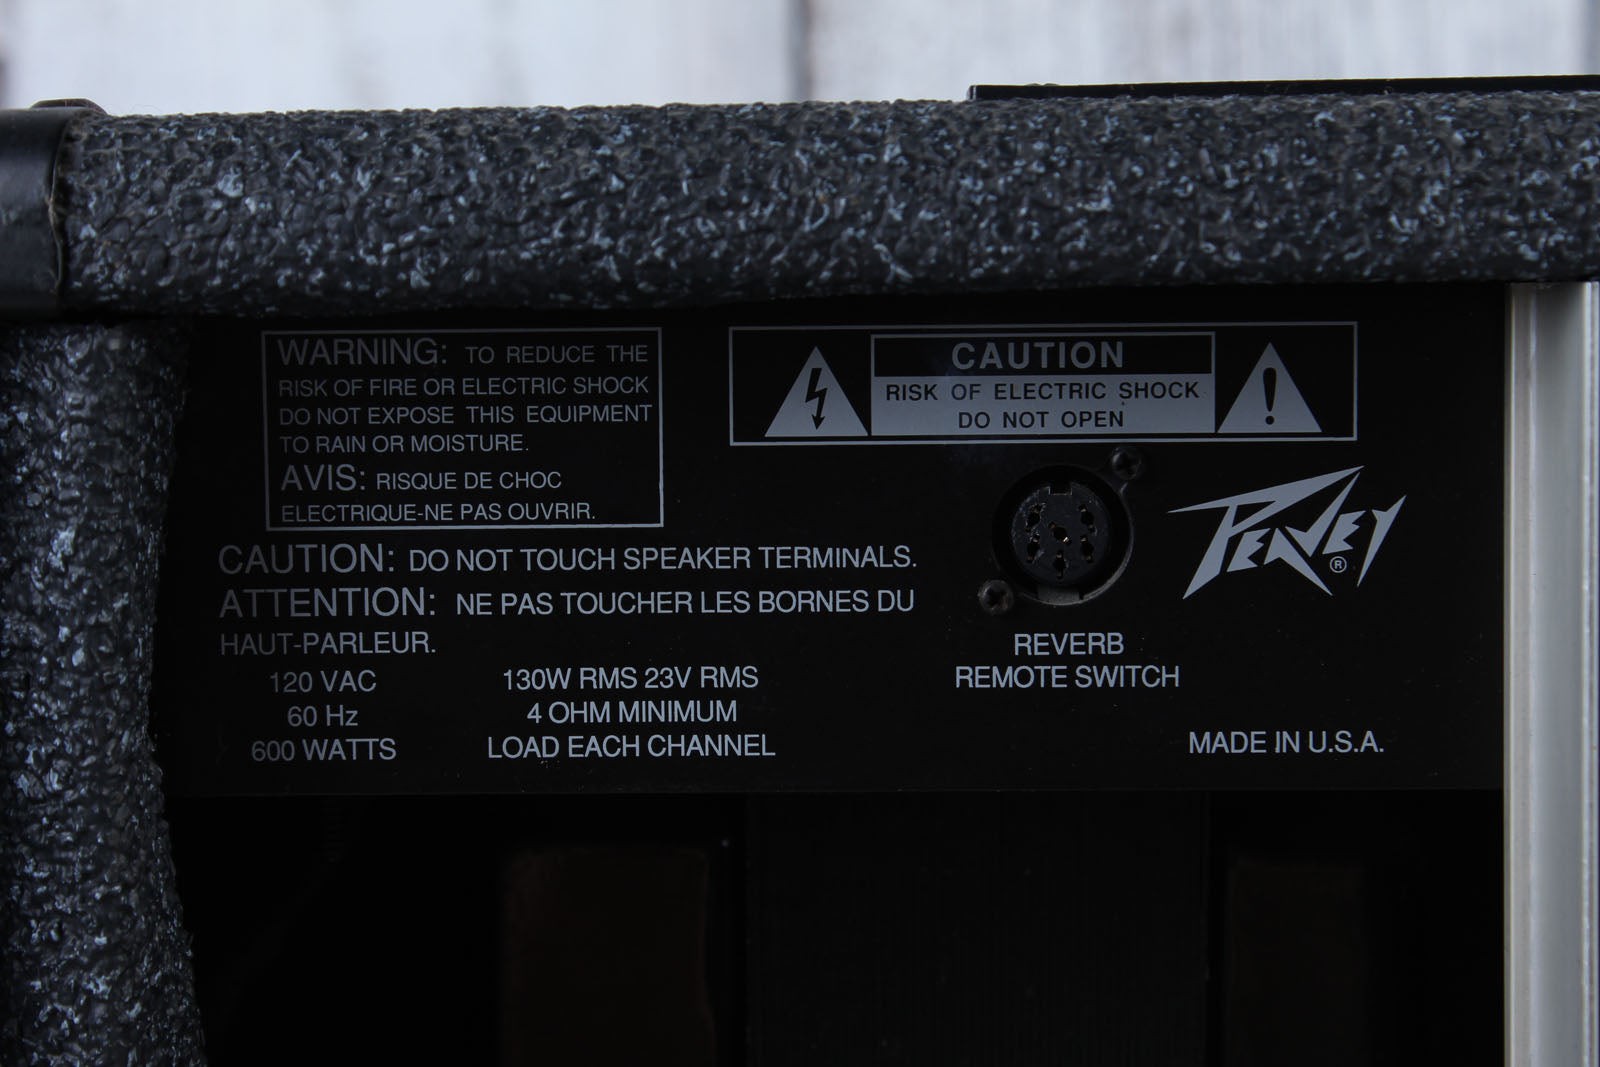 WARNING: TO REDUCE THE
RISK OF FIRE OR ELECTRIC SHOCK
DO NOT EXPOSE THIS EQUIPMENT
TO RAIN OR MOISTURE.
AVIS: RISQUE DE CHOC
ELECTRIQUE-NE PAS OUVRIR.
CAUTION
RISK OF ELECTRIC SHOCK
DO NOT OPEN
CAUTION: DO NOT TOUCH SPEAKER TERMINALS.
ATTENTION: NE PAS TOUCHER LES BORNES DU
HAUT-PARLEUR.
120 VAC
60 Hz
600 WATTS
130W RMS 23V RMS
4 OHM MINIMUM
LOAD EACH CHANNEL
REVERB
REMOTE SWITCH
PEAVEY®
MADE IN U.S.A.